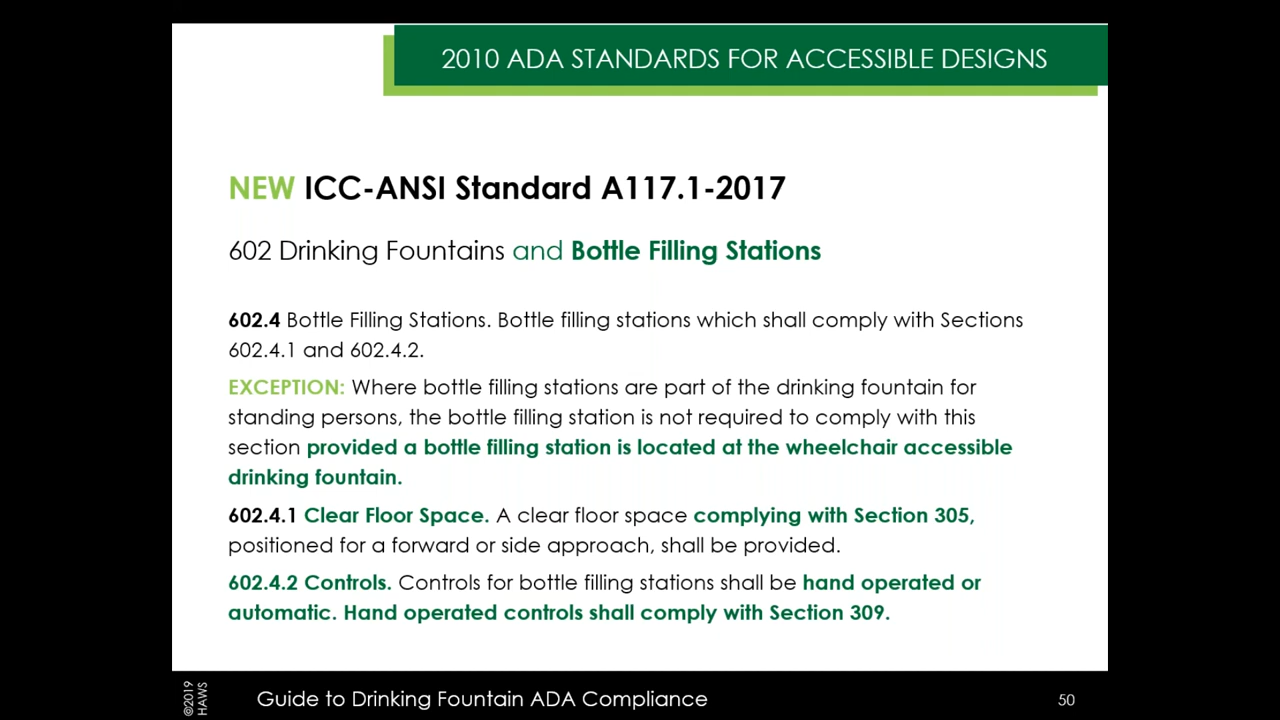 2010 ADA STANDARDS FOR ACCESSIBLE DESIGNS
NEW ICC-ANSI Standard A117.1-2017
602 Drinking Fountains and Bottle Filling Stations
602.4 Bottle Filling Stations. Bottle filling stations which shall comply with Sections
602.4.1 and 602.4.2.
EXCEPTION: Where bottle filling stations are part of the drinking fountain for
standing persons, the bottle filling station is not required to comply with this
section provided a bottle filling station is located at the wheelchair accessible
drinking fountain.
602.4.1 Clear Floor Space. A clear floor space complying with Section 305,
positioned for a forward or side approach, shall be provided.
602.4.2 Controls. Controls for bottle filling stations shall be hand operated or
automatic. Hand operated controls shall comply with Section 309.
©2019
HAWS
Guide to Drinking Fountain ADA Compliance
50